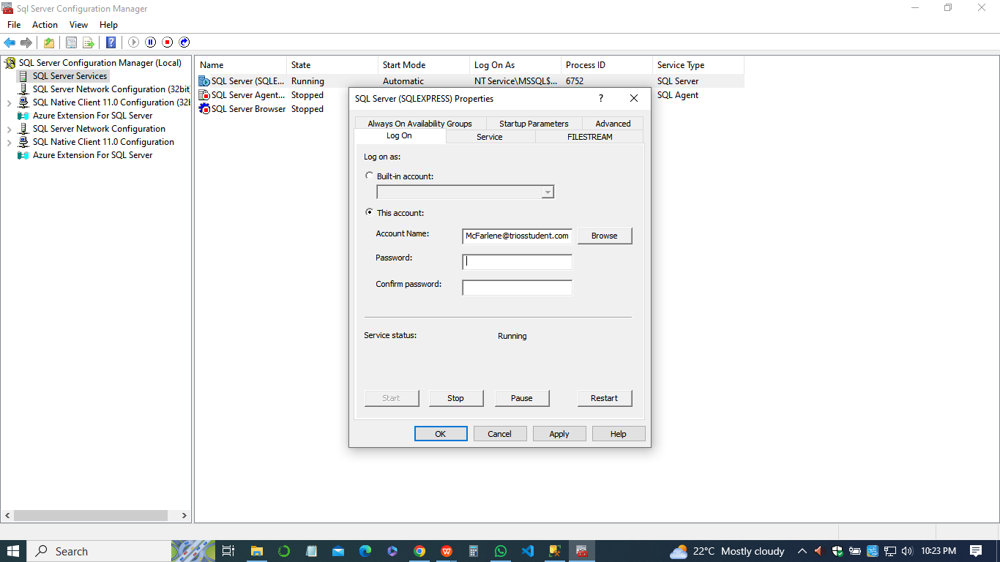 Sql Server Configuration Manager
File Action View Help
SQL Server Configuration Manager (Local)
SQL Server Services
SQL Server Network Configuration (32bit
SQL Native Client 11.0 Configuration (32l
Azure Extension For SQL Server
SQL Server Network Configuration
SQL Native Client 11.0 Configuration
Azure Extension For SQL Server
Name State Start Mode Log On As Process ID Service Type
SQL Server (SQLE... Running Automatic NT Service\MSSQL$... 6752 SQL Server
SQL Server Agent... Stopped SQL Agent
SQL Server Browser Stopped
SQL Server (SQLEXPRESS) Properties ?
Always On Availability Groups Startup Parameters Advanced
Log On Service FILESTREAM
Log on as:
Built-in account:
This account:
Account Name: McFarlene@triosstudent.com Browse
Password:
Confirm password:
Service status: Running
Start Stop Pause Restart
OK Cancel Apply Help
Search 22°C Mostly cloudy 10:23 PM